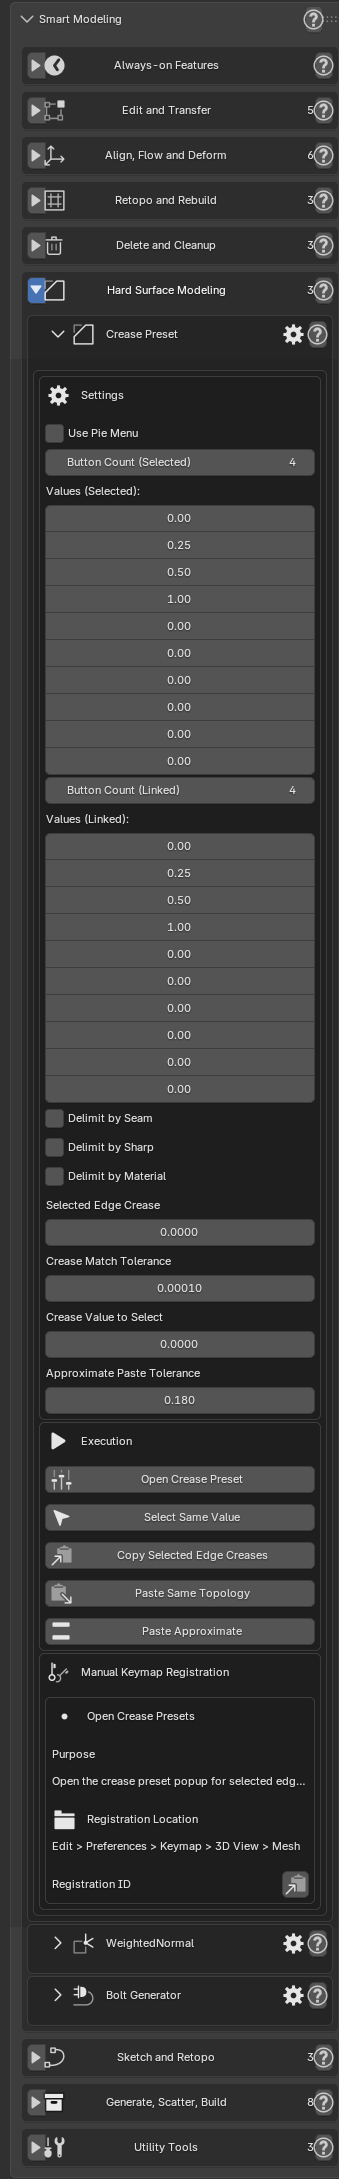 Smart Modeling
Always-on Features
Edit and Transfer 5
Align, Flow and Deform 6
Retopo and Rebuild 3
Delete and Cleanup 3
Hard Surface Modeling 3
Crease Preset
Settings
Use Pie Menu
Button Count (Selected) 4
Values (Selected):
0.00
0.25
0.50
1.00
0.00
0.00
0.00
0.00
0.00
0.00
Button Count (Linked) 4
Values (Linked):
0.00
0.25
0.50
1.00
0.00
0.00
0.00
0.00
0.00
0.00
Delimit by Seam
Delimit by Sharp
Delimit by Material
Selected Edge Crease
0.0000
Crease Match Tolerance
0.00010
Crease Value to Select
0.0000
Approximate Paste Tolerance
0.180
Execution
Open Crease Preset
Select Same Value
Copy Selected Edge Creases
Paste Same Topology
Paste Approximate
Manual Keymap Registration
Open Crease Presets
Purpose
Open the crease preset popup for selected edg...
Registration Location
Edit > Preferences > Keymap > 3D View > Mesh
Registration ID
WeightedNormal
Bolt Generator
Sketch and Retopo 3
Generate, Scatter, Build 8
Utility Tools 3